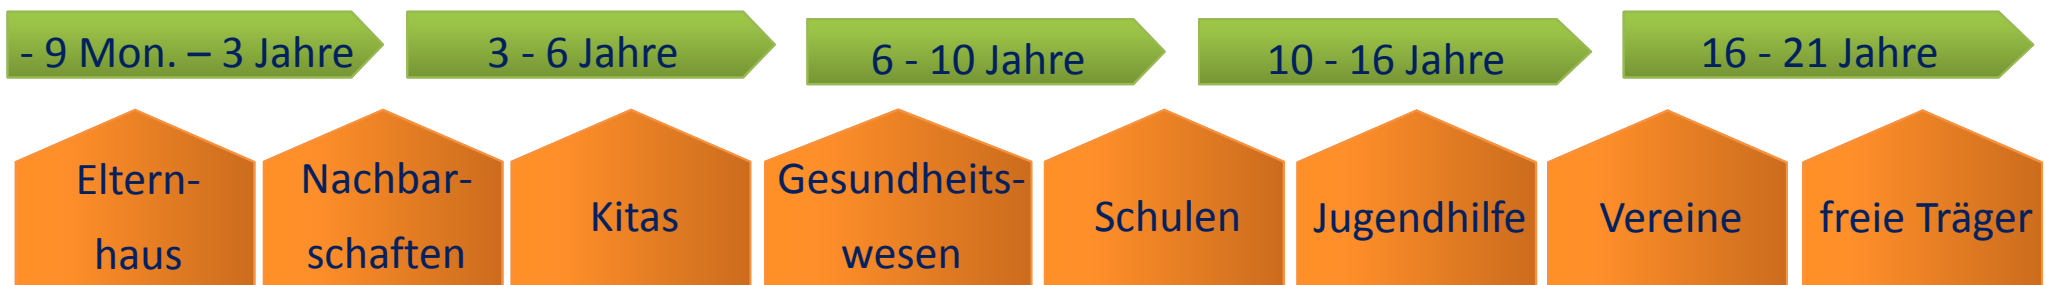 - 9 Mon. – 3 Jahre
3 - 6 Jahre
6 - 10 Jahre
10 - 16 Jahre
16 - 21 Jahre
Eltern-
haus
Nachbar-
schaften
Kitas
Gesundheits-
wesen
Schulen
Jugendhilfe
Vereine
freie Träger